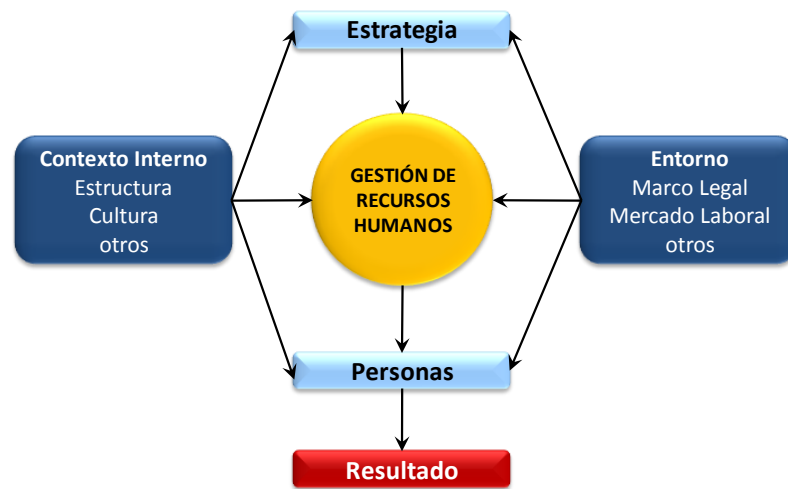 Estrategia
Contexto Interno
Estructura
Cultura
otros
GESTIÓN DE
RECURSOS
HUMANOS
Entorno
Marco Legal
Mercado Laboral
otros
Personas
Resultado